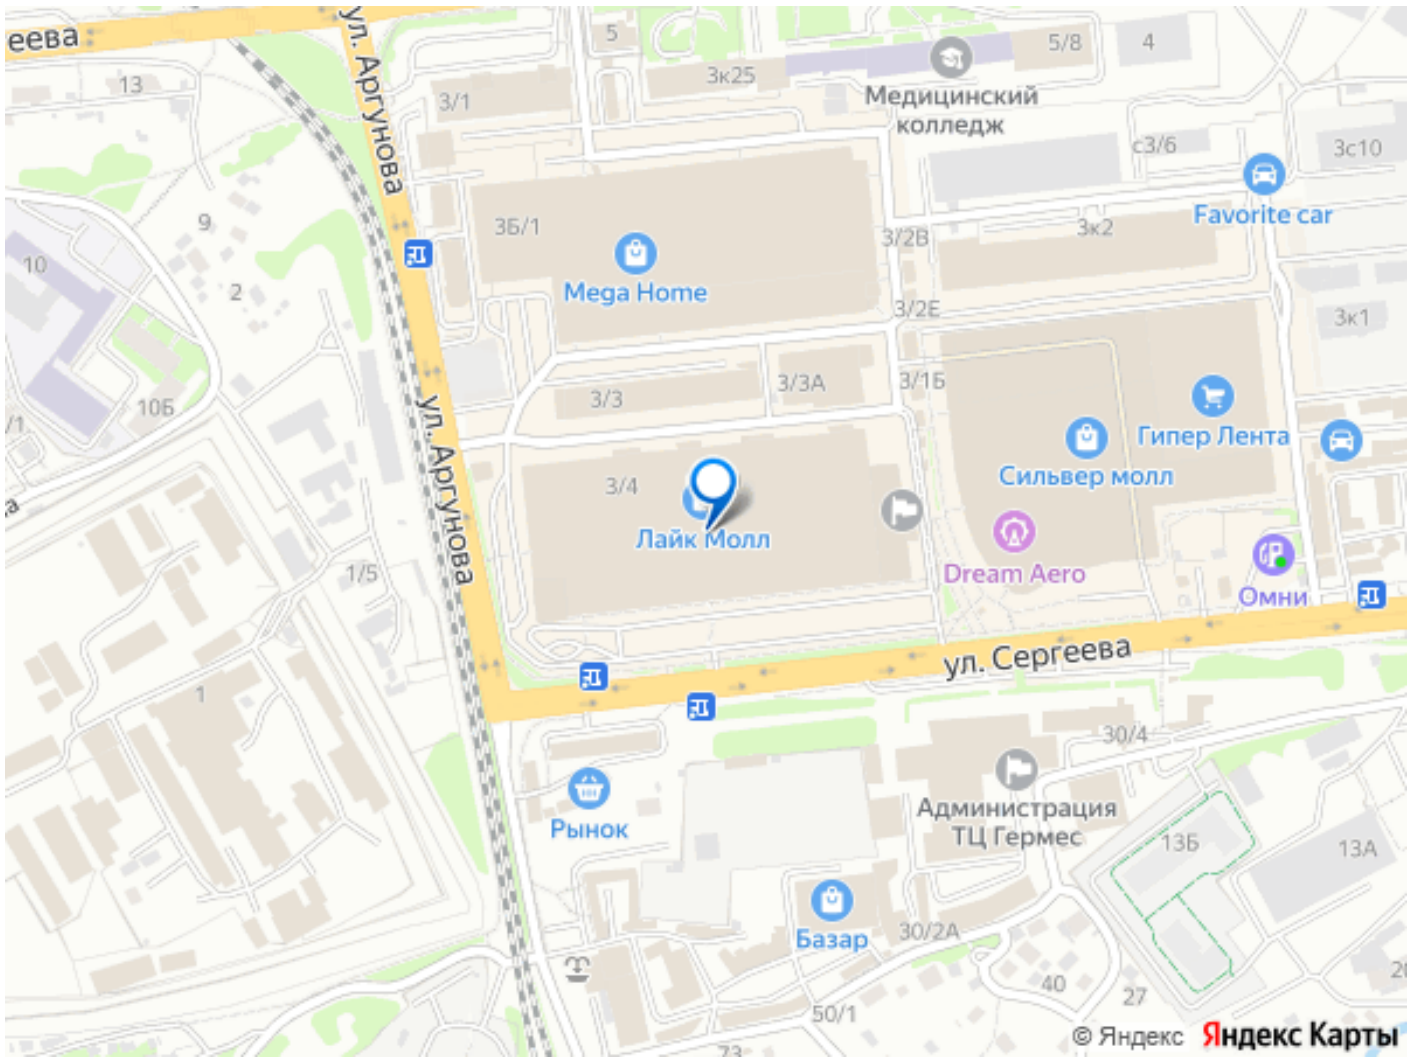 еева
ул. Аргунова
5
5/8
4
13
3к25
3/1
Медицинский
колледж
с3/6
3с10
9
3Б/1
Favorite car
3/2В
3к2
10
2
Mega Home
3/2Е
3к1
3/3А
3/1Б
3/3
10Б
/1
ул. Аргунова
Гипер Лента
Сильвер молл
3/4
Лайк Молл
1/5
Dream Aero
Омни
ул. Сергеева
1
30/4
Администрация
ТЦ Гермес
Рынок
13Б
13А
Базар
30/2А
40
27
50/1
73
© Яндекс Яндекс Карты